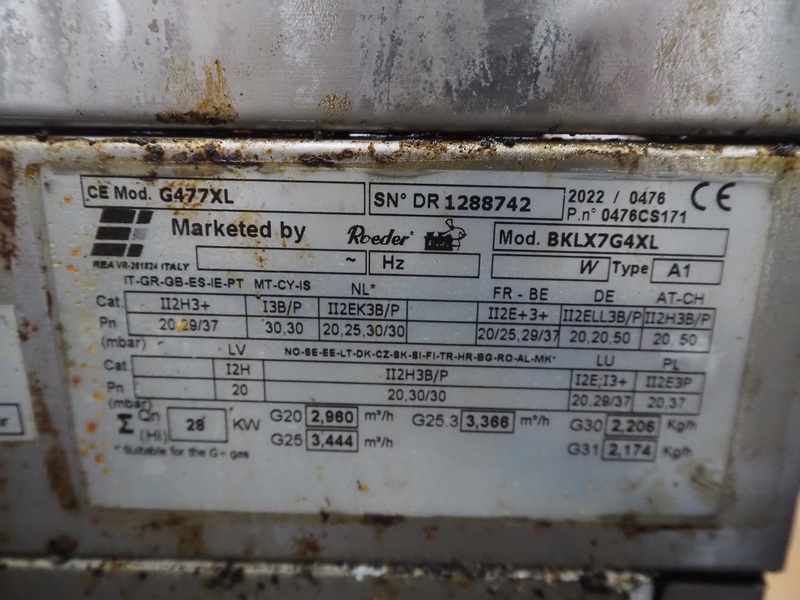 CE Mod. G477XL
SN° DR 1288742
2022 / 0476
P.n° 0476CS171
CE
REA VR-261824 ITALY
Marketed by Roeder
Mod. BKLX7G4XL
~ Hz
W Type A1
IT-GR-GB-ES-IE-PT MT-CY-IS NL* FR - BE DE AT-CH
Cat. II2H3+ I3B/P II2EK3B/P II2E+3+ II2ELL3B/P II2H3B/P
Pn 20,29/37 30,30 20,25,30/30 20/25,29/37 20,20,50 20, 50
(mbar)
LV NO-SE-EE-LT-DK-CZ-SK-SI-FI-TR-HR-BG-RO-AL-MK* LU PL
Cat. I2H II2H3B/P I2E;I3+ II2E3P
Pn 20 20,30/30 20,29/37 20 37
(mbar)
Σ Qn (Hi) 28 KW
G20 2,960 m³/h G25.3 3,366 m³/h G30 2,206 Kg/h
G25 3,444 m³/h G31 2,174 Kg/h
* Suitable for the G+ gas